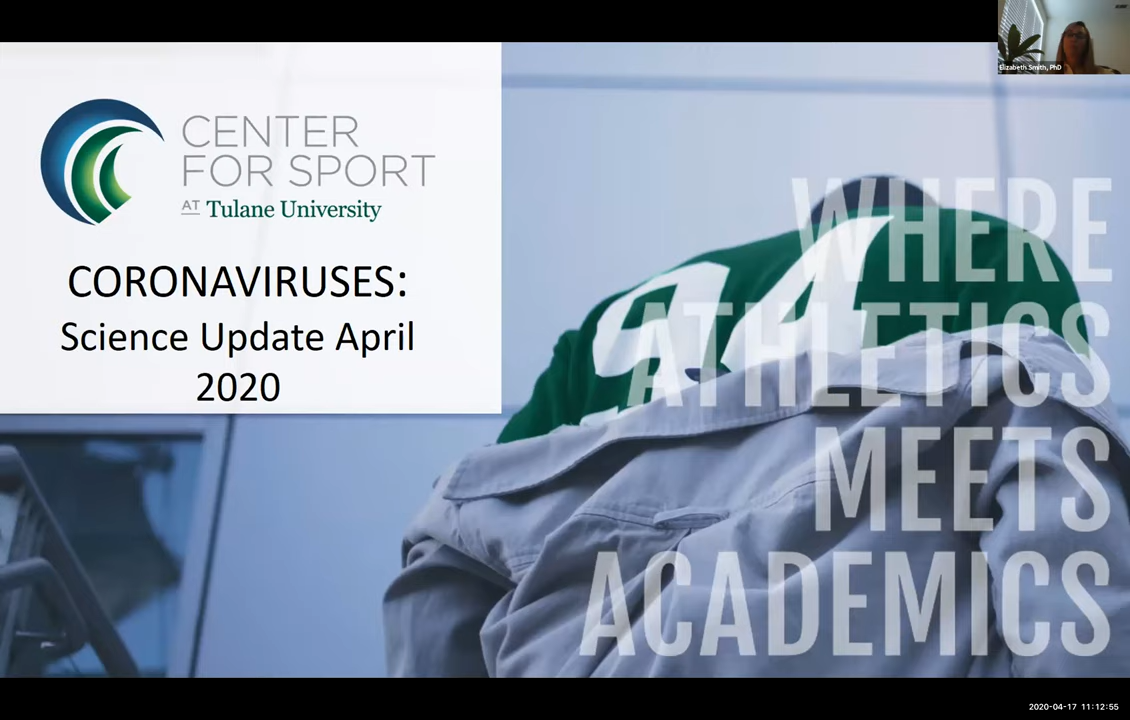 Elizabeth Smith, PhD
CENTER
FOR SPORT
AT Tulane University
CORONAVIRUSES:
Science Update April
2020
94
WHERE
ATHLETICS
MEETS
ACADEMICS
2020-04-17 11:12:55